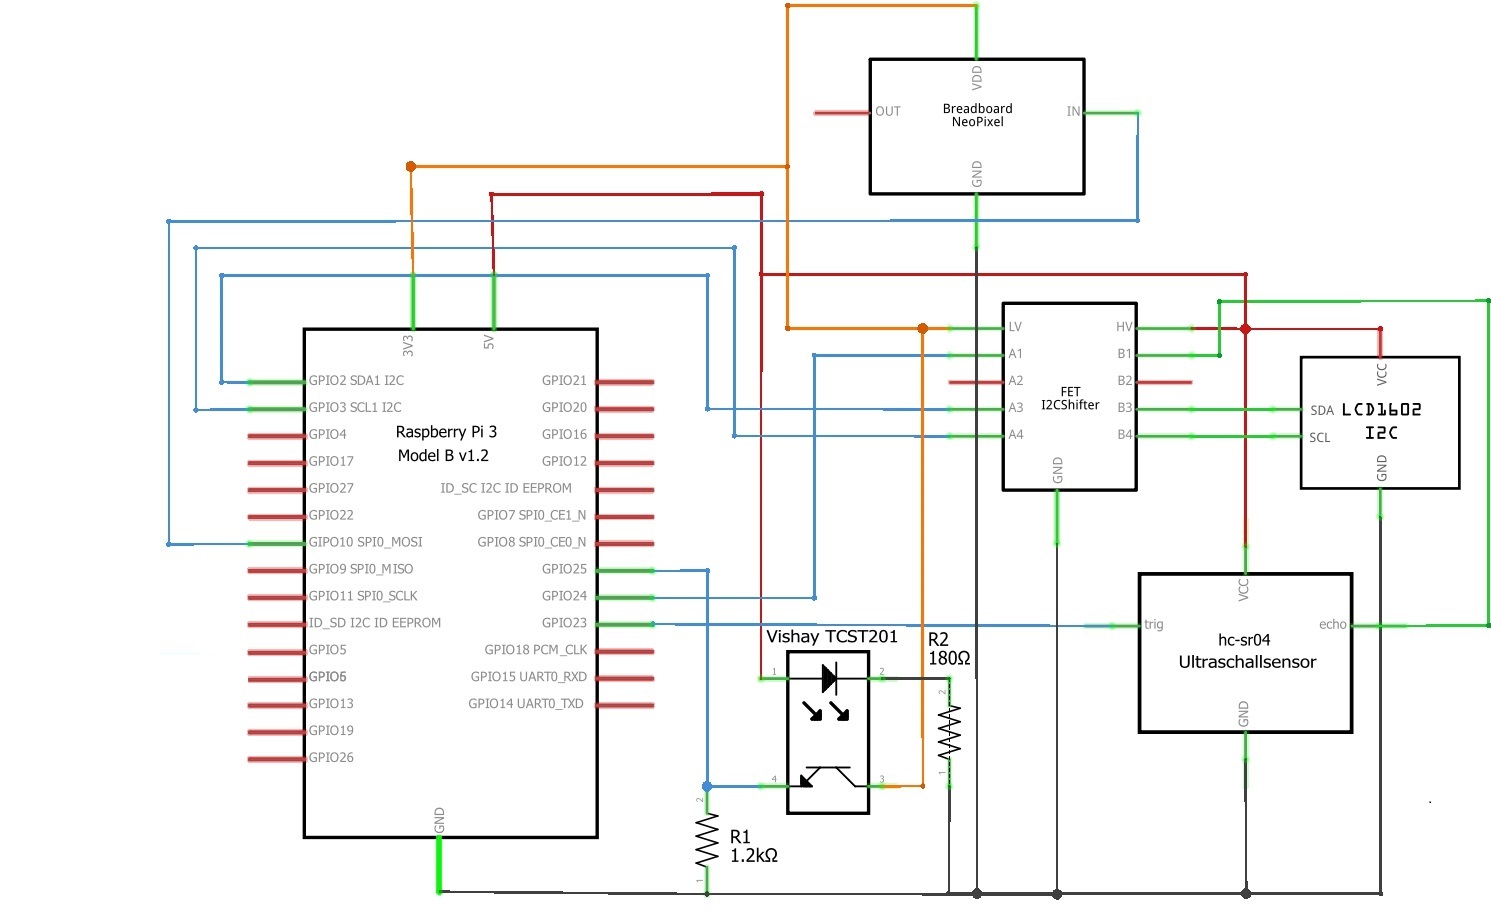 VDD
OUT
Breadboard
NeoPixel
IN
GND
3V3
5V
GPIO2 SDA1 I2C
GPIO3 SCL1 I2C
GPIO4
GPIO17
GPIO27
GPIO22
GIPO10 SPI0_MOSI
GPIO9 SPI0_MISO
GPIO11 SPI0_SCLK
ID_SD I2C ID EEPROM
GPIO5
GPIO6
GPIO13
GPIO19
GPIO26
Raspberry Pi 3
Model B v1.2
GPIO21
GPIO20
GPIO16
GPIO12
ID_SC I2C ID EEPROM
GPIO7 SPI0_CE1_N
GPIO8 SPI0_CE0_N
GPIO25
GPIO24
GPIO23
GPIO18 PCM_CLK
GPIO15 UART0_RXD
GPIO14 UART0_TXD
GND
LV
A1
A2
A3
A4
FET
I2CShifter
HV
B1
B2
B3
B4
GND
VCC
SDA
SCL
LCD1602
I2C
GND
Vishay TCST201
1
2
4
3
R2
180Ω
2
1
2
R1
1.2kΩ
1
VCC
trig
echo
hc-sr04
Ultraschallsensor
GND